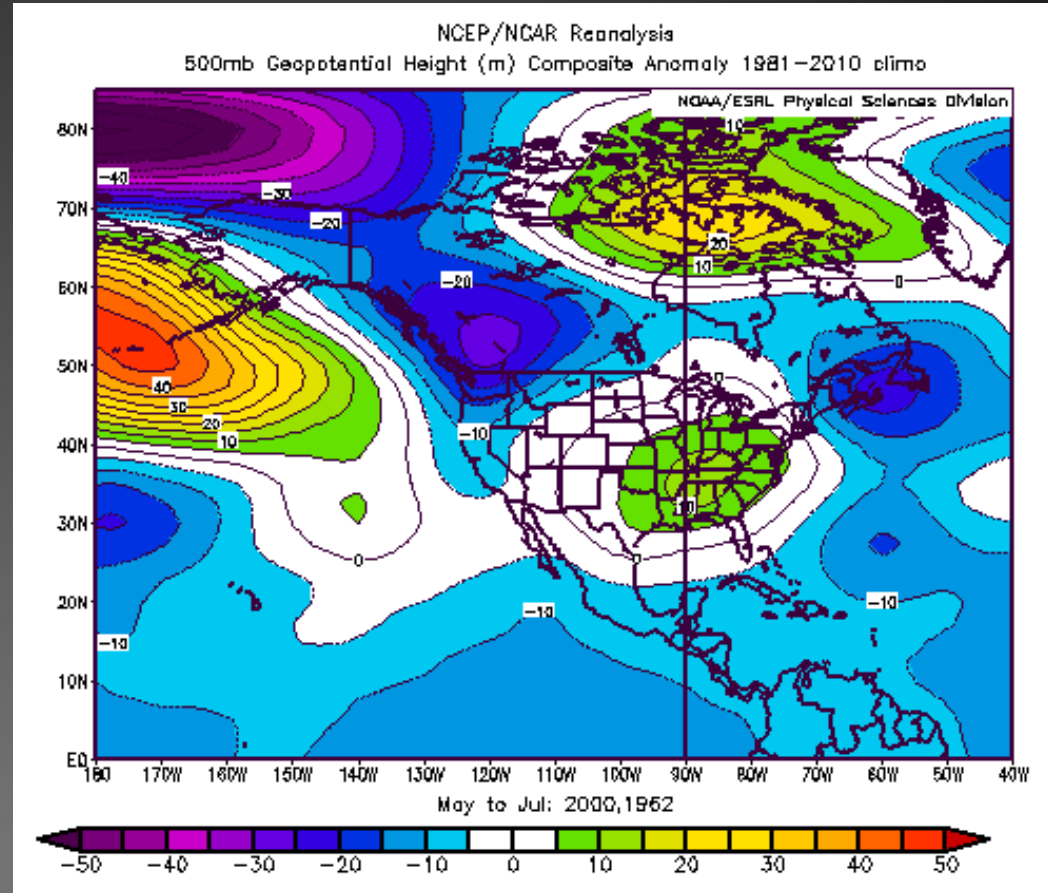 NCEP/NCAR Reanalysis
500mb Geopotential Height (m) Composite Anomaly 1981-2010 climo
NOAA/ESRL Physical Sciences Division
80N
10
-40
-30
70N
-20
20
10
60N
-20
0
50N
40
0
30
20
-10
40N
10
30N
10
0
0
20N
-10
-10
-10
10N
EQ
180 170W 160W 150W 140W 130W 120W 110W 100W 90W 80W 70W 60W 50W 40W
May to Jul: 2000,1962
-50 -40 -30 -20 -10 0 10 20 30 40 50